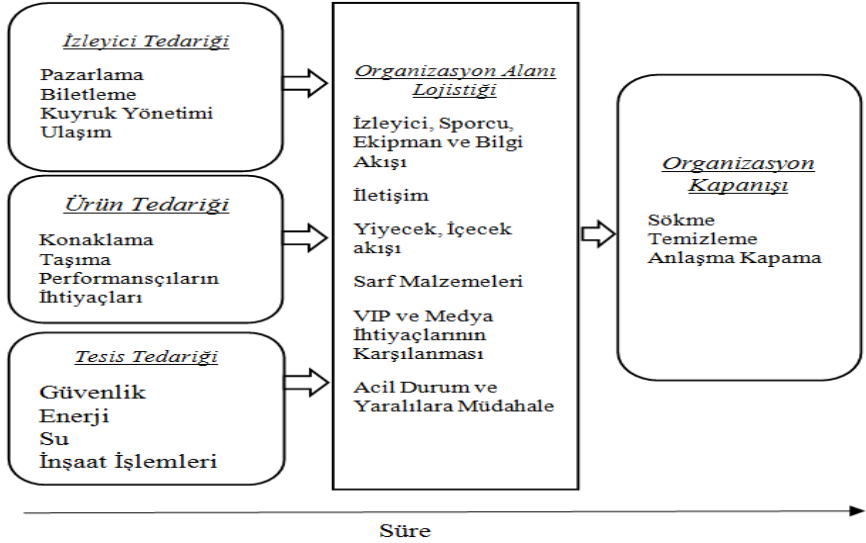 İzleyici Tedariği
Pazarlama
Biletleme
Kuyruk Yönetimi
Ulaşım
Ürün Tedariği
Konaklama
Taşıma
Performansçıların
İhtiyaçları
Tesis Tedariği
Güvenlik
Enerji
Su
İnşaat İşlemleri
Organizasyon Alanı
Lojistiği
İzleyici, Sporcu,
Ekipman ve Bilgi
Akışı
İletişim
Yiyecek, İçecek
akışı
Sarf Malzemeleri
VIP ve Medya
İhtiyaçlarının
Karşılanması
Acil Durum ve
Yaralılara Müdahale
Organizasyon
Kapanışı
Sökme
Temizleme
Anlaşma Kapama
Süre